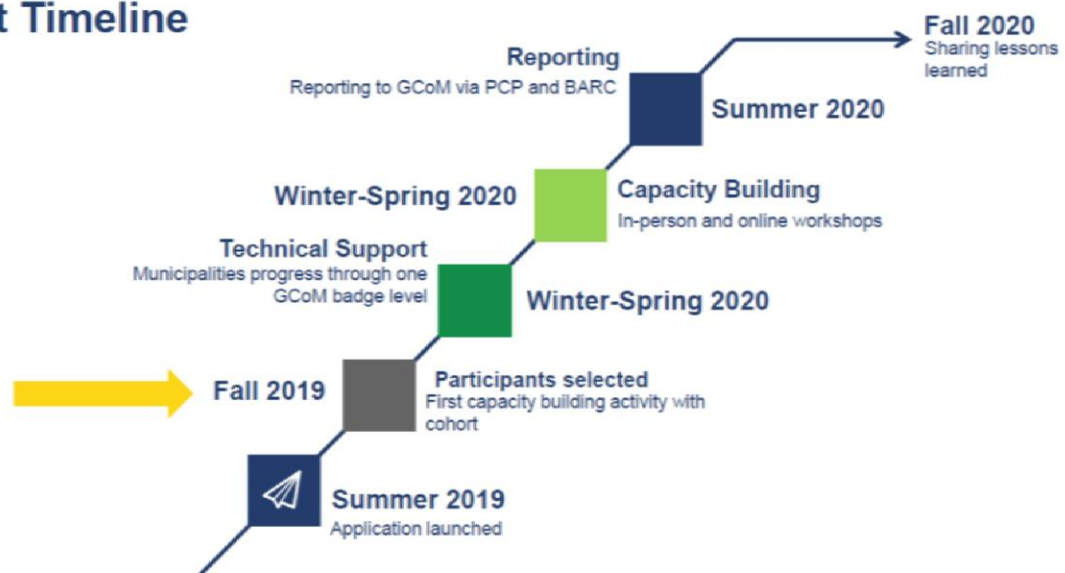 t Timeline
Fall 2020
Sharing lessons
learned
Reporting
Reporting to GCoM via PCP and BARC
Summer 2020
Winter-Spring 2020
Capacity Building
In-person and online workshops
Technical Support
Municipalities progress through one
GCoM badge level
Winter-Spring 2020
Fall 2019
Participants selected
First capacity building activity with
cohort
Summer 2019
Application launched